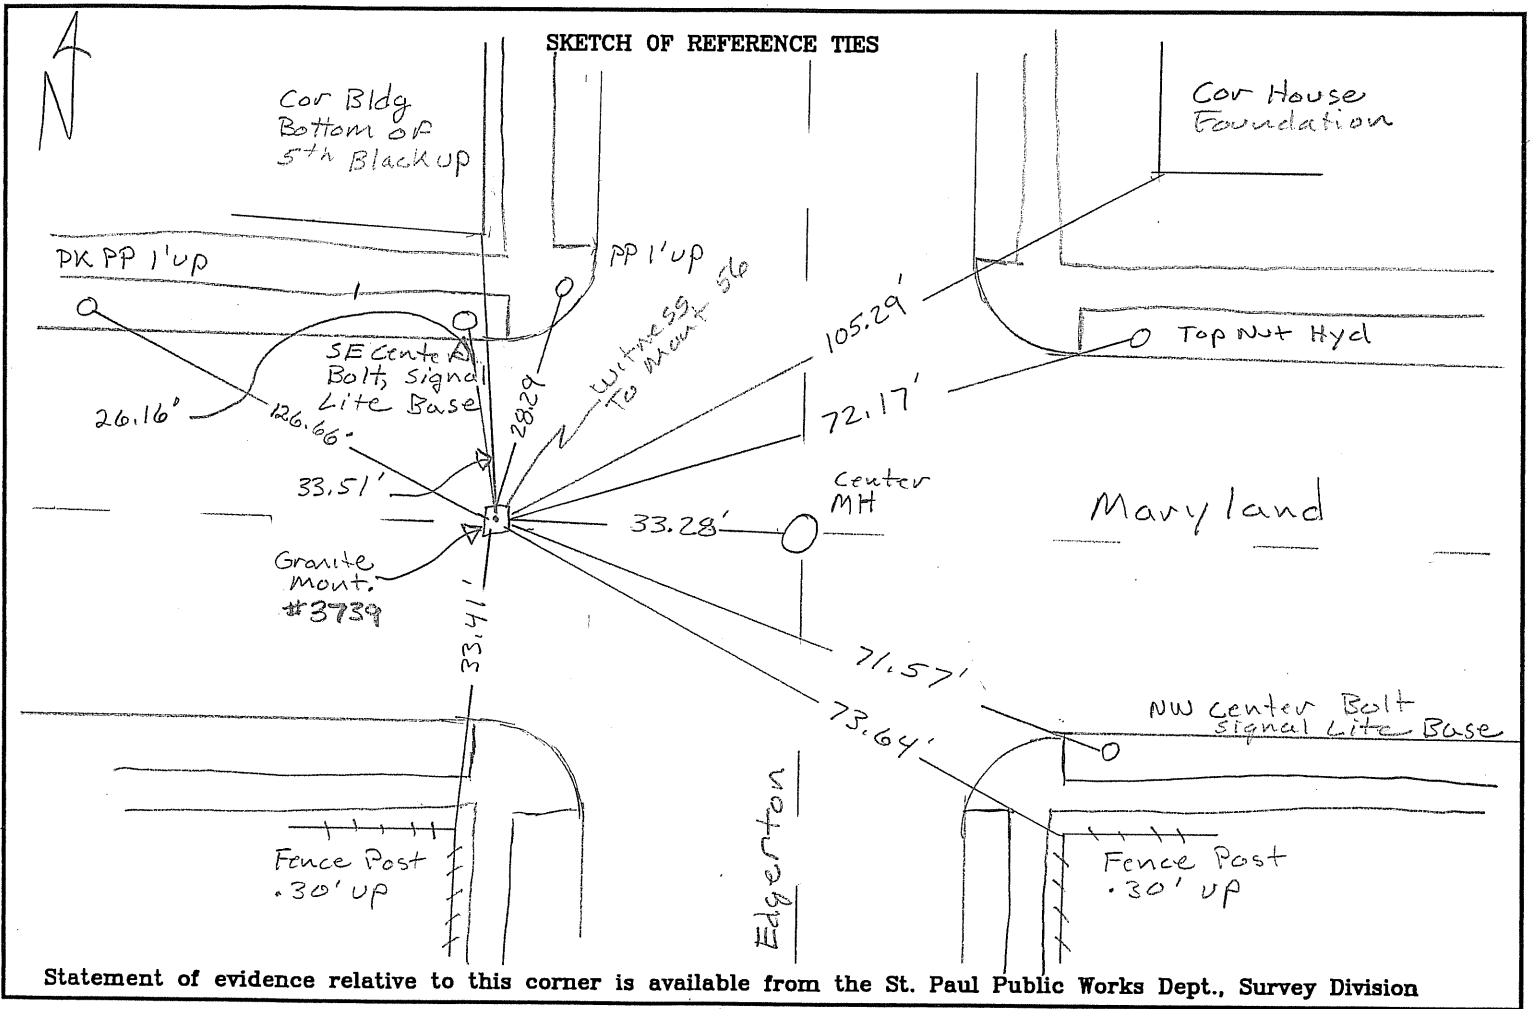 SKETCH OF REFERENCE TIES
N
Cor Bldg
Bottom of
5th Black up
Cor House
Foundation
PK PP 1'up
PP 1'up
Witness
To Mont 56
105.29'
Top Nut Hyd
SE Center
Bolt, Signal
Lite Base
26.16'
126.66'
28.29
72.17'
33.51'
Center
MH
Maryland
33.28'
Granite
Mont.
#3739
33.41'
71.57'
73.64'
NW Center Bolt
Signal Lite Base
Edgerton
Fence Post
.30' up
Fence Post
.30' up
Statement of evidence relative to this corner is available from the St. Paul Public Works Dept., Survey Division